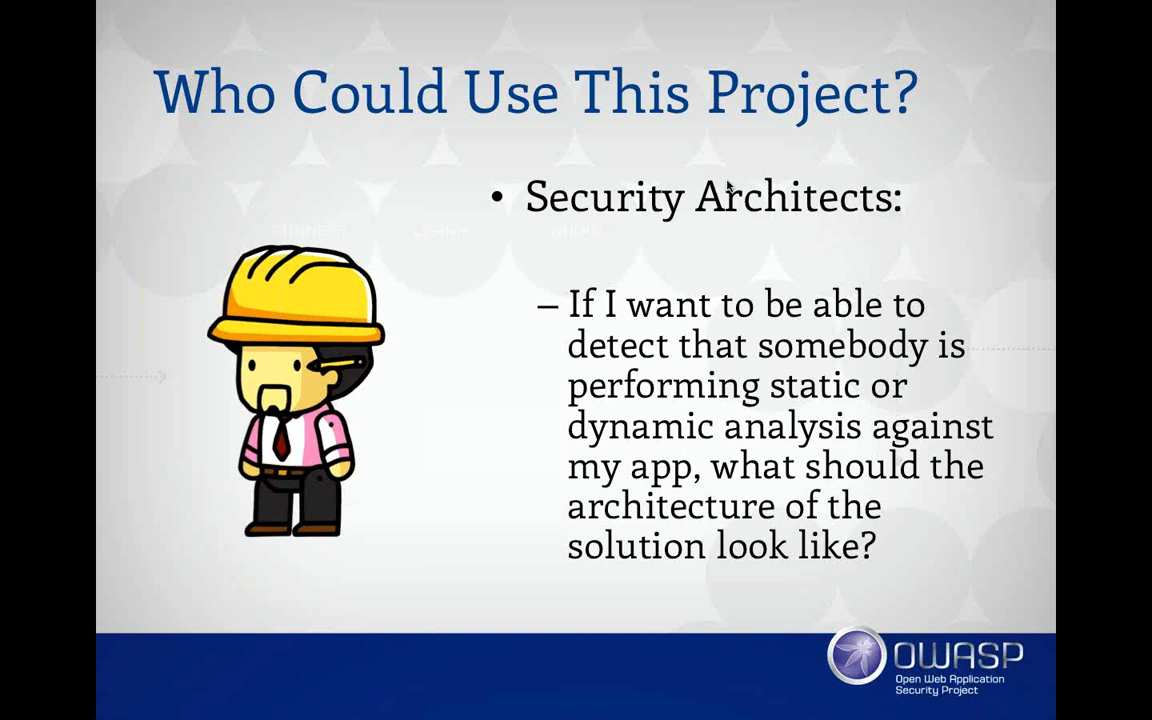 Who Could Use This Project?
• Security Architects:
– If I want to be able to
detect that somebody is
performing static or
dynamic analysis against
my app, what should the
architecture of the
solution look like?
OWASP
Open Web Application
Security Project